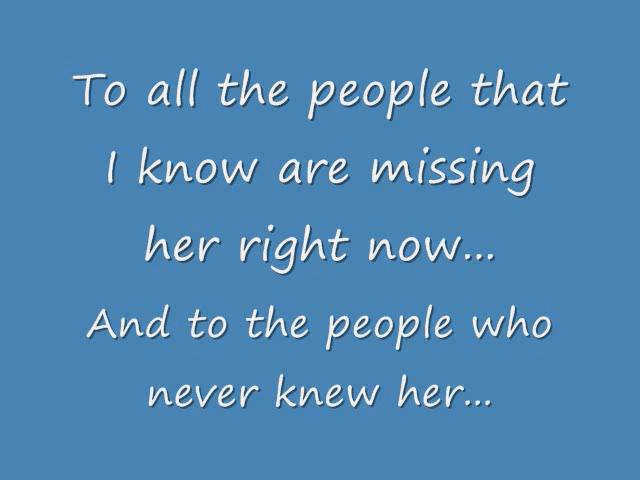 To all the people that
I know are missing
her right now...
And to the people who
never knew her...